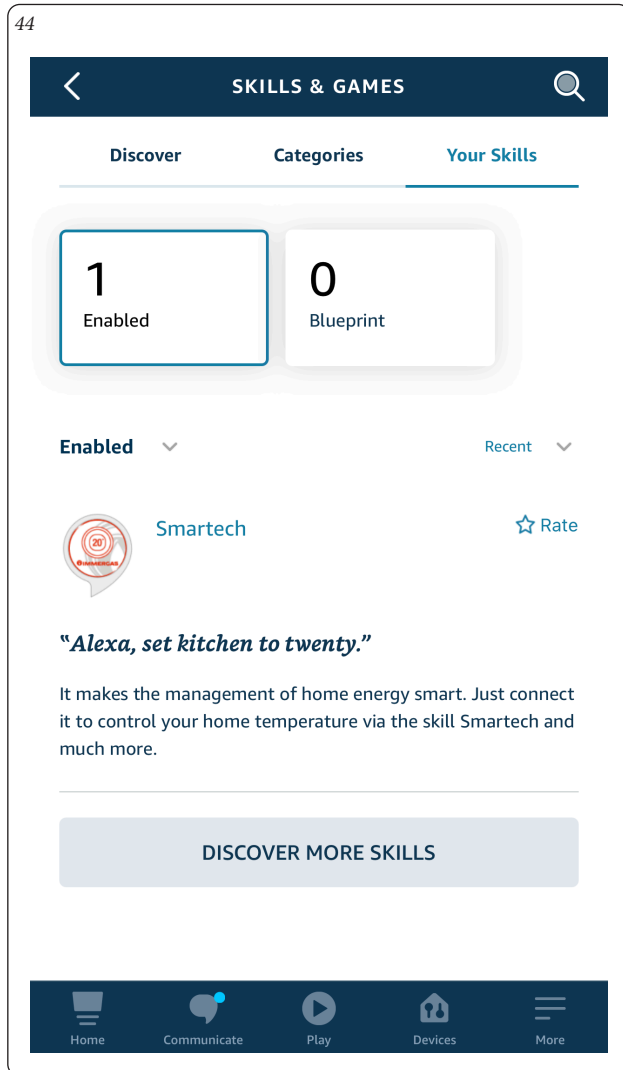 44
SKILLS & GAMES
Discover Categories Your Skills
1 0
Enabled Blueprint
Enabled Recent
Smartech Rate
20°
IMMERGAS
“Alexa, set kitchen to twenty.”
It makes the management of home energy smart. Just connect
it to control your home temperature via the skill Smartech and
much more.
DISCOVER MORE SKILLS
Home Communicate Play Devices More